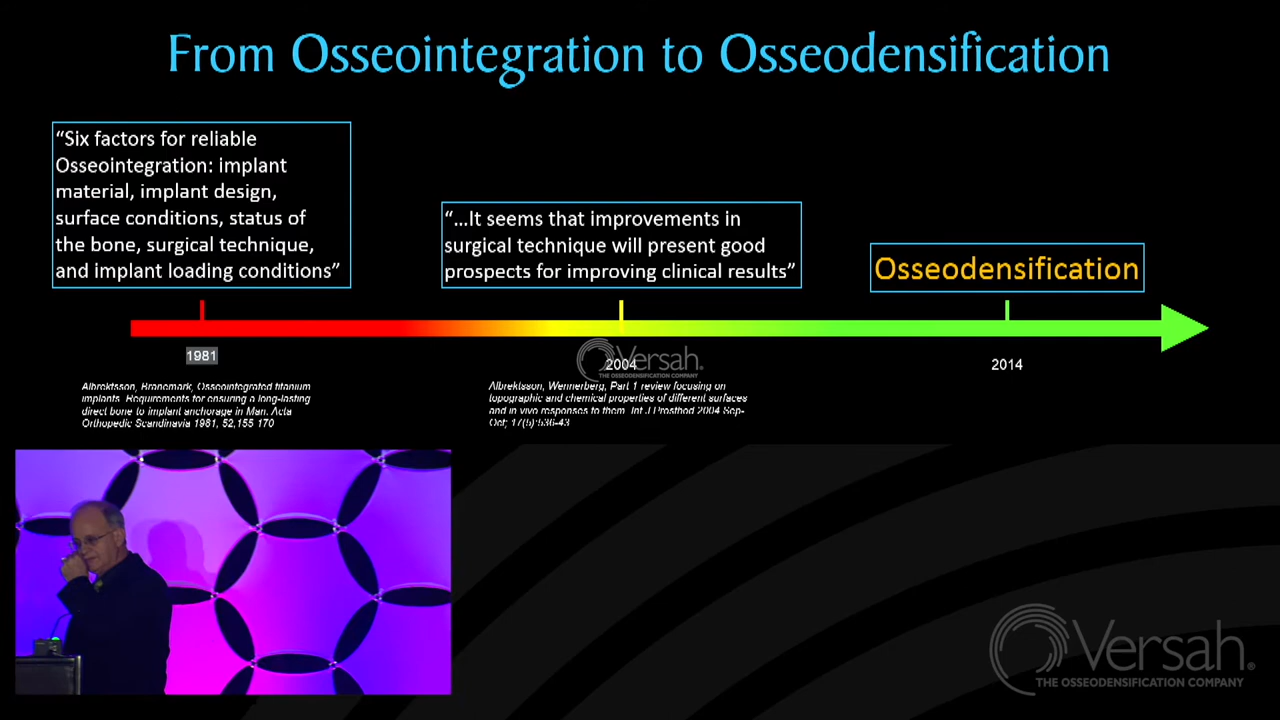 From Osseointegration to Osseodensification
“Six factors for reliable
Osseointegration: implant
material, implant design,
surface conditions, status of
the bone, surgical technique,
and implant loading conditions”
“...It seems that improvements in
surgical technique will present good
prospects for improving clinical results”
Osseodensification
1981
2004
2014
Versah.
THE OSSEODENSIFICATION COMPANY
Albrektsson, Branemark, Osseointegrated titanium
implants. Requirements for ensuring a long-lasting
direct bone to implant anchorage in Man. Acta
Orthopedic Scandinavia 1981, 52,155 170
Albrektsson, Wennerberg, Part 1 review focusing on
topographic and chemical properties of different surfaces
and in vivo responses to them. Int J Prosthod 2004 Sep-
Oct; 17(5):536-43
Versah®
THE OSSEODENSIFICATION COMPANY